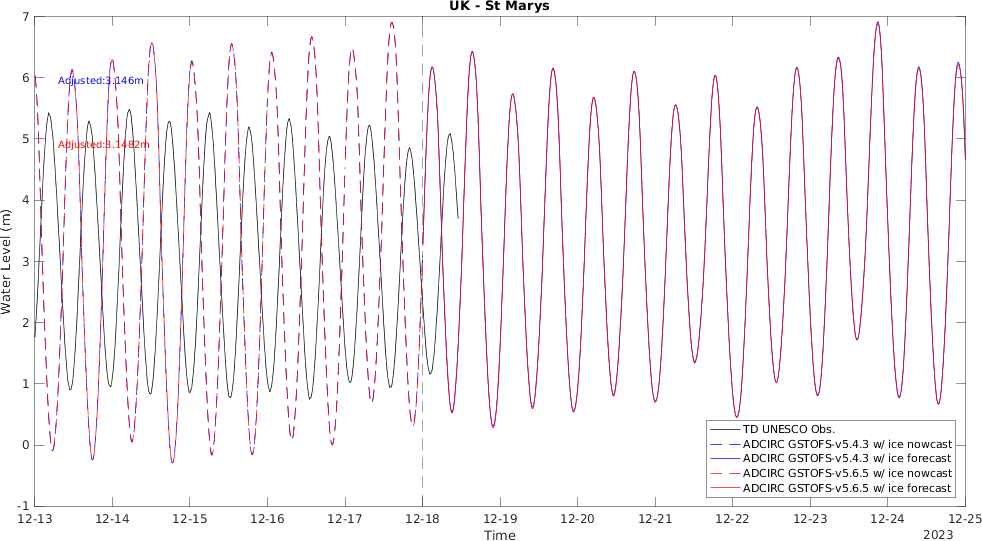 UK - St Marys
7
6
5
4
3
2
1
0
-1
Water Level (m)
Adjusted:3.146m
Adjusted:3.1482m
TD UNESCO Obs.
ADCIRC GSTOFS-v5.4.3 w/ ice nowcast
ADCIRC GSTOFS-v5.4.3 w/ ice forecast
ADCIRC GSTOFS-v5.6.5 w/ ice nowcast
ADCIRC GSTOFS-v5.6.5 w/ ice forecast
12-13 12-14 12-15 12-16 12-17 12-18 12-19 12-20 12-21 12-22 12-23 12-24 12-25
Time
2023